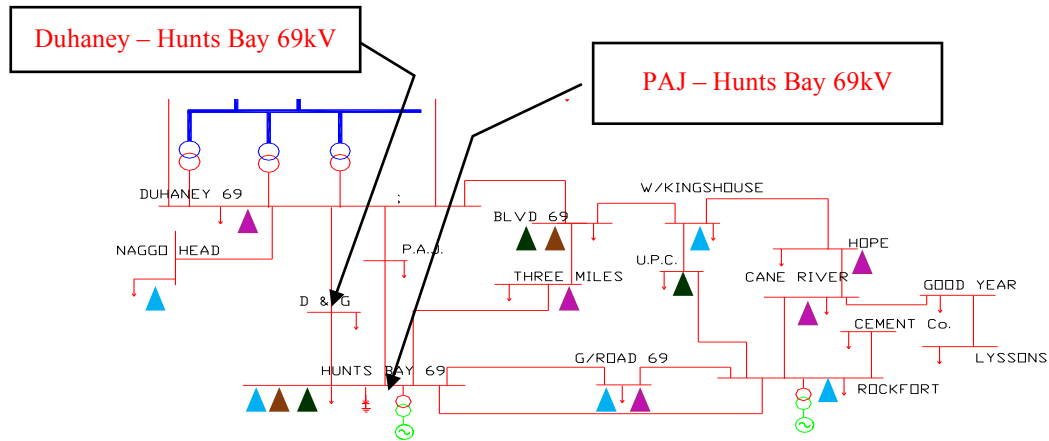 Duhaney – Hunts Bay 69kV
PAJ – Hunts Bay 69kV
DUHANEY 69
;
W/KINGSHOUSE
BLVD 69
NAGGO HEAD
P.A.J.
U.P.C.
HOPE
THREE MILES
CANE RIVER
GOOD YEAR
D & G
CEMENT Co.
LYSSONS
HUNTS BAY 69
G/ROAD 69
ROCKFORT